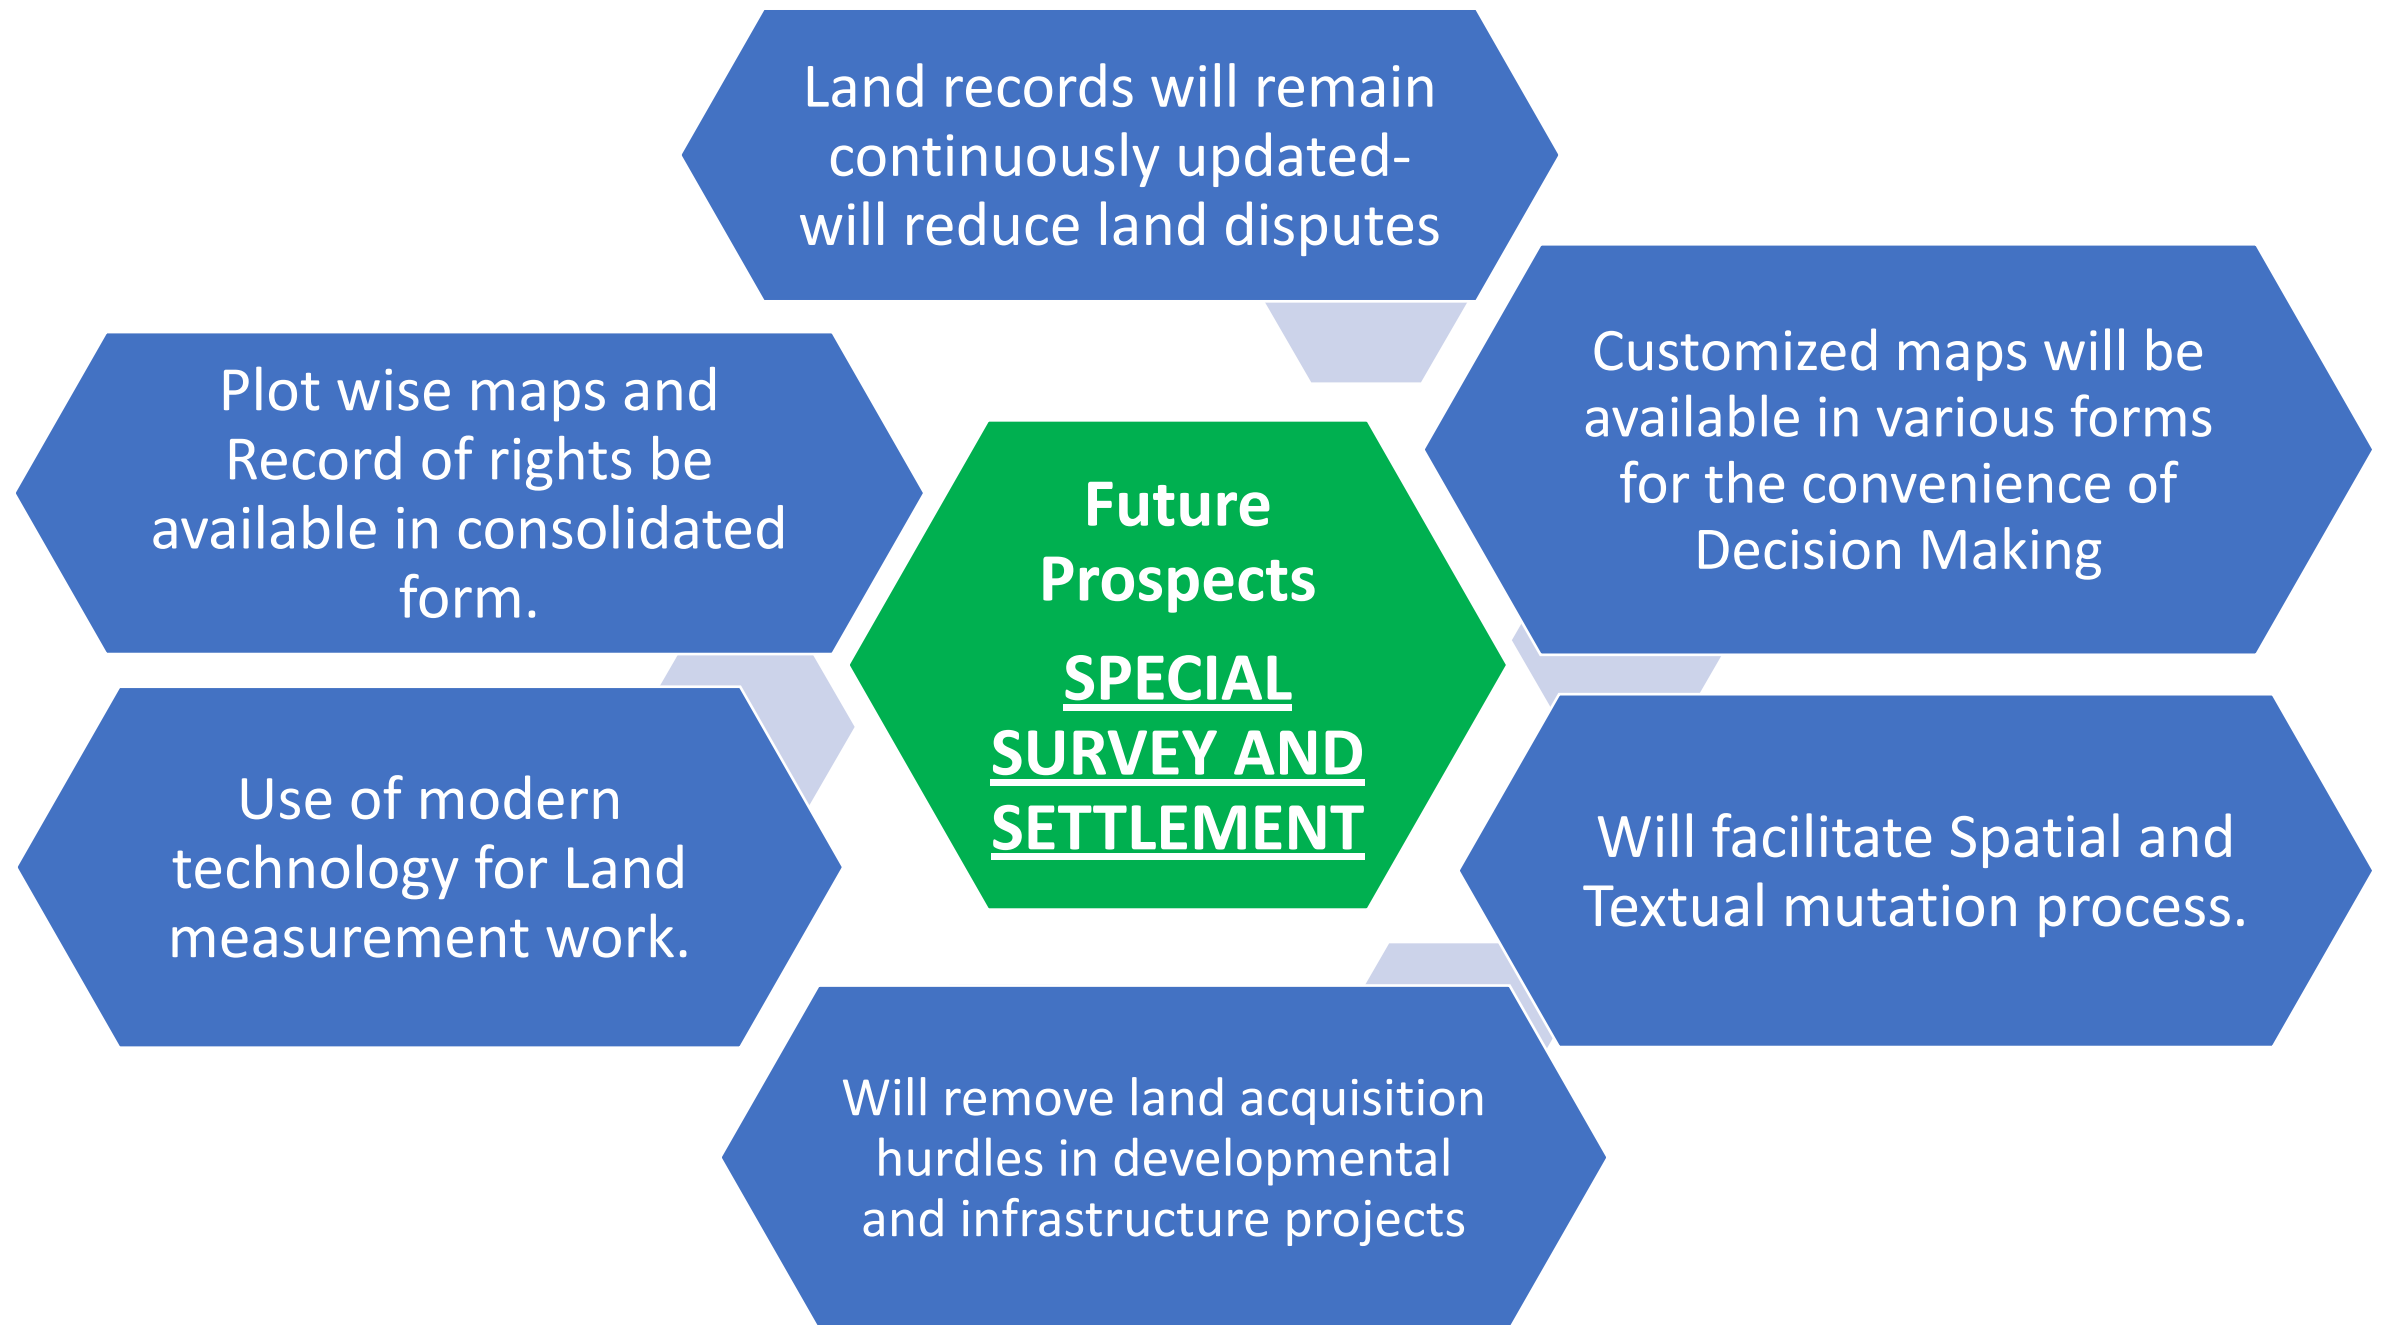 Land records will remain
continuously updated-
will reduce land disputes
Customized maps will be
available in various forms
for the convenience of
Decision Making
Plot wise maps and
Record of rights be
available in consolidated
form.
Future
Prospects
SPECIAL
SURVEY AND
SETTLEMENT
Use of modern
technology for Land
measurement work.
Will facilitate Spatial and
Textual mutation process.
Will remove land acquisition
hurdles in developmental
and infrastructure projects